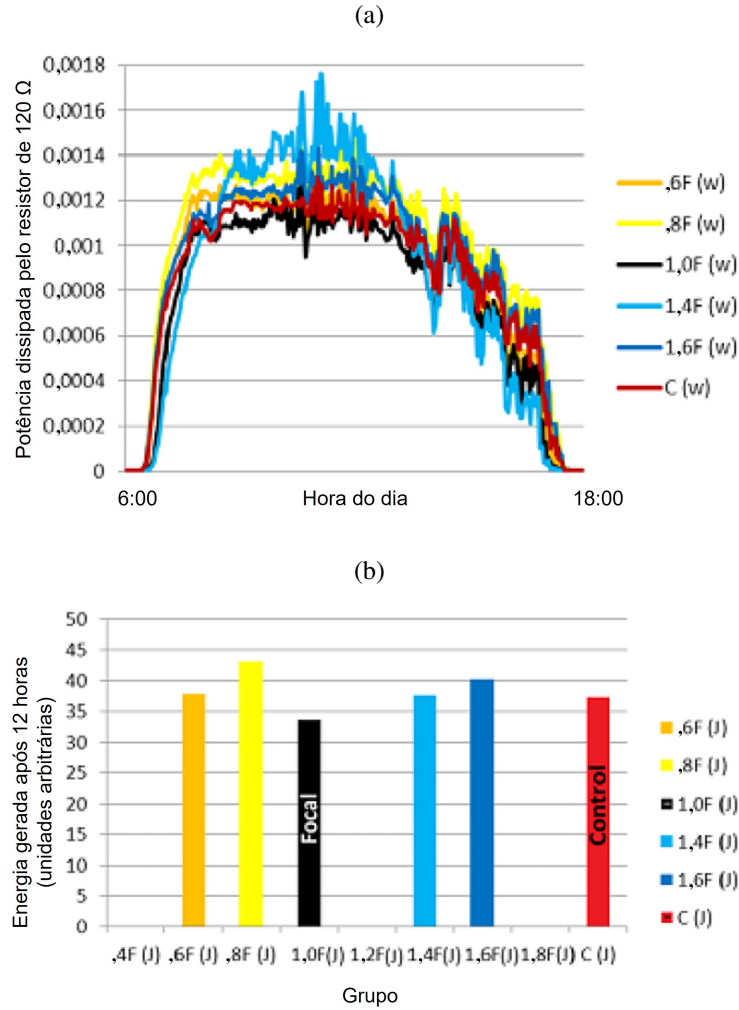 (a)
Potência dissipada pelo resistor de 120 Ω
0,0018
0,0016
0,0014
0,0012
0,001
0,0008
0,0006
0,0004
0,0002
0
6:00
Hora do dia
18:00
,6F (w)
,8F (w)
1,0F (w)
1,4F (w)
1,6F (w)
C (w)
(b)
Energia gerada após 12 horas
(unidades arbitrárias)
50
45
40
35
30
25
20
15
10
5
0
Focal
Control
,4F (J) ,6F (J) ,8F (J) 1,0F(J) 1,2F(J) 1,4F(J) 1,6F(J) 1,8F(J) C (J)
Grupo
,6F (J)
,8F (J)
1,0F (J)
1,4F (J)
1,6F (J)
C (J)